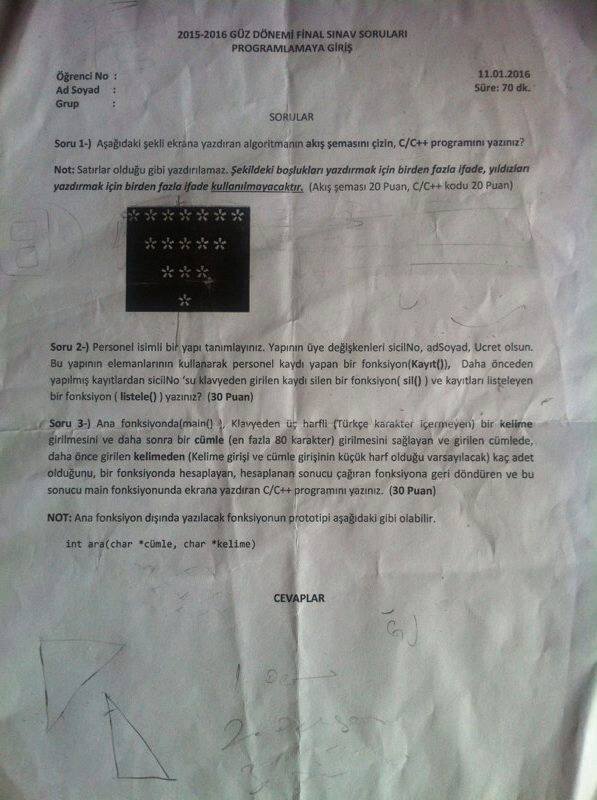 2015-2016 GÜZ DÖNEMİ FİNAL SINAV SORULARI
PROGRAMLAMAYA GİRİŞ
Öğrenci No :
11.01.2016
Ad Soyad :
Süre: 70 dk.
Grup :
SORULAR
Soru 1-) Aşağıdaki şekli ekrana yazdıran algoritmanın akış şemasını çizin, C/C++ programını yazınız?
Not: Satırlar olduğu gibi yazdırılamaz. Şekildeki boşlukları yazdırmak için birden fazla ifade, yıldızları
yazdırmak için birden fazla ifade kullanılmayacaktır. (Akış şeması 20 Puan, C/C++ kodu 20 Puan)
*******
*****
***
*
Soru 2-) Personel isimli bir yapı tanımlayınız. Yapının üye değişkenleri sicilNo, adSoyad, Ucret olsun.
Bu yapının elemanlarının kullanarak personel kaydı yapan bir fonksiyon(Kayıt()), Daha önceden
yapılmış kayıtlardan sicilNo 'su klavyeden girilen kaydı silen bir fonksiyon( sil() ) ve kayıtları listeleyen
bir fonksiyon ( listele() ) yazınız? (30 Puan)
Soru 3-) Ana fonksiyonda(main() ), Klavyeden üç harfli (Türkçe karakter içermeyen) bir kelime
girilmesini ve daha sonra bir cümle (en fazla 80 karakter) girilmesini sağlayan ve girilen cümlede,
daha önce girilen kelimeden (Kelime girişi ve cümle girişinin küçük harf olduğu varsayılacak) kaç adet
olduğunu, bir fonksiyonda hesaplayan, hesaplanan sonucu çağıran fonksiyona geri döndüren ve bu
sonucu main fonksiyonunda ekrana yazdıran C/C++ programını yazınız. (30 Puan)
NOT: Ana fonksiyon dışında yazılacak fonksiyonun prototipi aşağıdaki gibi olabilir.
int ara(char *cümle, char *kelime)
CEVAPLAR